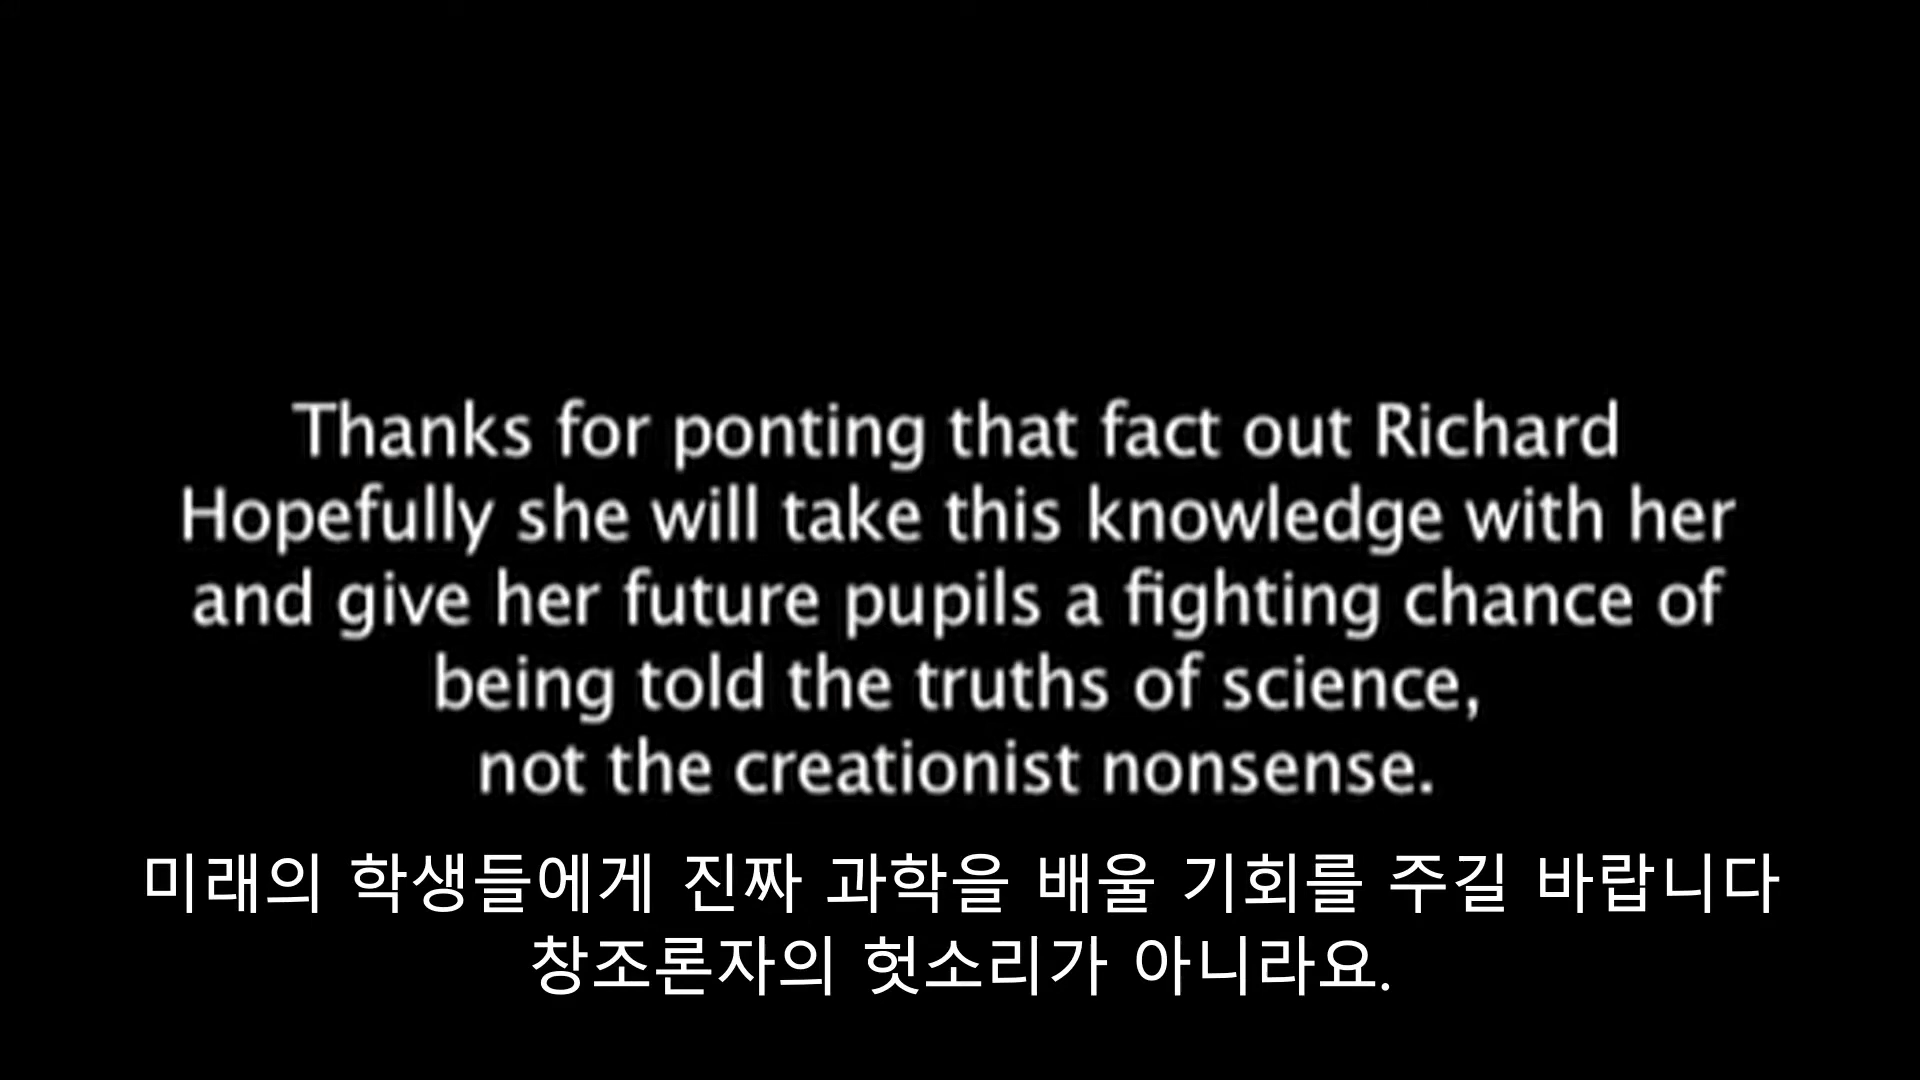 Thanks for ponting that fact out Richard
Hopefully she will take this knowledge with her
and give her future pupils a fighting chance of
being told the truths of science,
not the creationist nonsense.
미래의 학생들에게 진짜 과학을 배울 기회를 주길 바랍니다
창조론자의 헛소리가 아니라요.